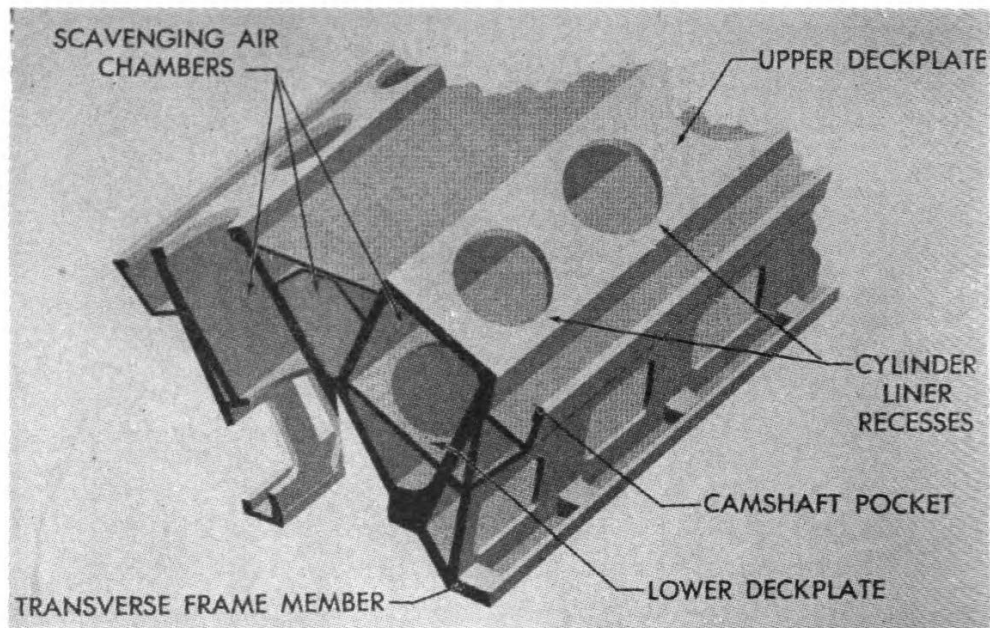 SCAVENGING AIR
CHAMBERS
UPPER DECKPLATE
CYLINDER
LINER
RECESSES
CAMSHAFT POCKET
LOWER DECKPLATE
TRANSVERSE FRAME MEMBER